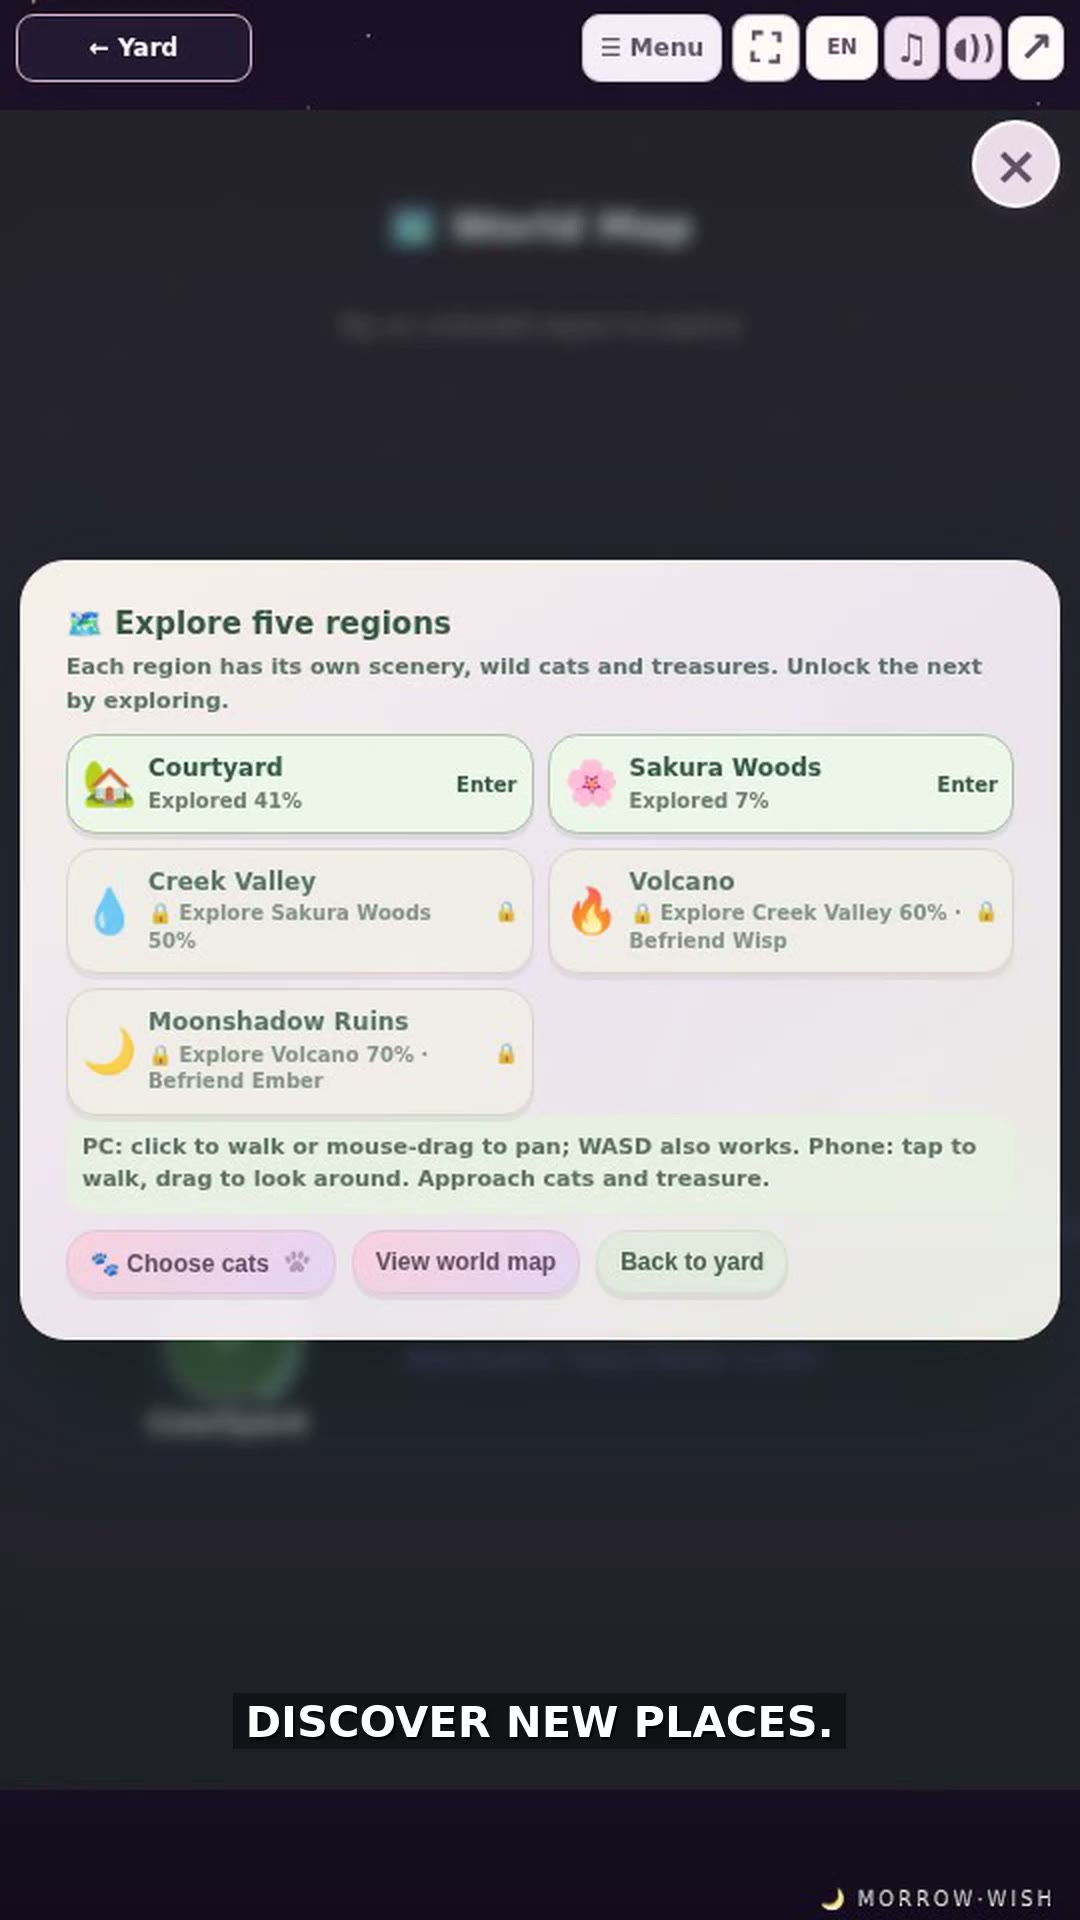 ← Yard
☰ Menu
EN
World Map
🗺️ Explore five regions
Each region has its own scenery, wild cats and treasures. Unlock the next
by exploring.
Courtyard
Explored 41%
Enter
Sakura Woods
Explored 7%
Enter
Creek Valley
🔒 Explore Sakura Woods
50%
Volcano
🔒 Explore Creek Valley 60% ·
Befriend Wisp
Moonshadow Ruins
🔒 Explore Volcano 70% ·
Befriend Ember
PC: click to walk or mouse-drag to pan; WASD also works. Phone: tap to
walk, drag to look around. Approach cats and treasure.
🐾 Choose cats
View world map
Back to yard
Courtyard
DISCOVER NEW PLACES.
🌙 MORROW·WISH